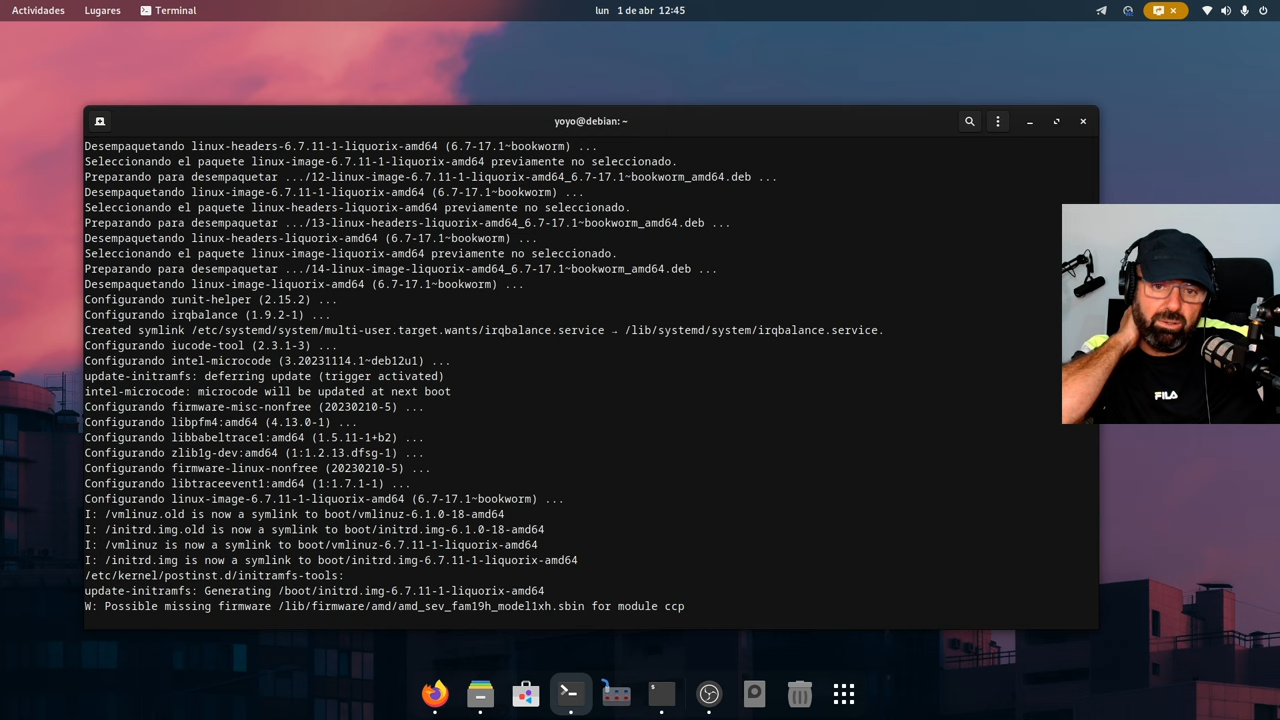 Actividades Lugares Terminal lun 1 de abr 12:45
yoyo@debian: ~
Desempaquetando linux-headers-6.7.11-1-liquorix-amd64 (6.7-17.1~bookworm) ...
Seleccionando el paquete linux-image-6.7.11-1-liquorix-amd64 previamente no seleccionado.
Preparando para desempaquetar .../12-linux-image-6.7.11-1-liquorix-amd64_6.7-17.1~bookworm_amd64.deb ...
Desempaquetando linux-image-6.7.11-1-liquorix-amd64 (6.7-17.1~bookworm) ...
Seleccionando el paquete linux-headers-liquorix-amd64 previamente no seleccionado.
Preparando para desempaquetar .../13-linux-headers-liquorix-amd64_6.7-17.1~bookworm_amd64.deb ...
Desempaquetando linux-headers-liquorix-amd64 (6.7-17.1~bookworm) ...
Seleccionando el paquete linux-image-liquorix-amd64 previamente no seleccionado.
Preparando para desempaquetar .../14-linux-image-liquorix-amd64_6.7-17.1~bookworm_amd64.deb ...
Desempaquetando linux-image-liquorix-amd64 (6.7-17.1~bookworm) ...
Configurando runit-helper (2.15.2) ...
Configurando irqbalance (1.9.2-1) ...
Created symlink /etc/systemd/system/multi-user.target.wants/irqbalance.service → /lib/systemd/system/irqbalance.service.
Configurando iucode-tool (2.3.1-3) ...
Configurando intel-microcode (3.20231114.1~deb12u1) ...
update-initramfs: deferring update (trigger activated)
intel-microcode: microcode will be updated at next boot
Configurando firmware-misc-nonfree (20230210-5) ...
Configurando libpfm4:amd64 (4.13.0-1) ...
Configurando libbabeltrace1:amd64 (1.5.11-1+b2) ...
Configurando zlib1g-dev:amd64 (1:1.2.13.dfsg-1) ...
Configurando firmware-linux-nonfree (20230210-5) ...
Configurando libtraceevent1:amd64 (1:1.7.1-1) ...
Configurando linux-image-6.7.11-1-liquorix-amd64 (6.7-17.1~bookworm) ...
I: /vmlinuz.old is now a symlink to boot/vmlinuz-6.1.0-18-amd64
I: /initrd.img.old is now a symlink to boot/initrd.img-6.1.0-18-amd64
I: /vmlinuz is now a symlink to boot/vmlinuz-6.7.11-1-liquorix-amd64
I: /initrd.img is now a symlink to boot/initrd.img-6.7.11-1-liquorix-amd64
/etc/kernel/postinst.d/initramfs-tools:
update-initramfs: Generating /boot/initrd.img-6.7.11-1-liquorix-amd64
W: Possible missing firmware /lib/firmware/amd/amd_sev_fam19h_model1xh.sbin for module ccp
FILA